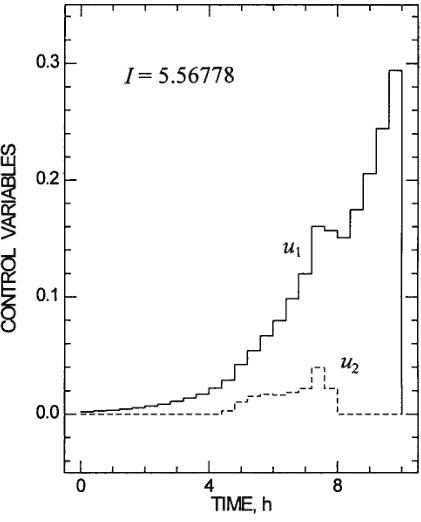 0.3
I = 5.56778
0.2
CONTROL VARIABLES
u1
0.1
u2
0.0
0 4 8
TIME, h